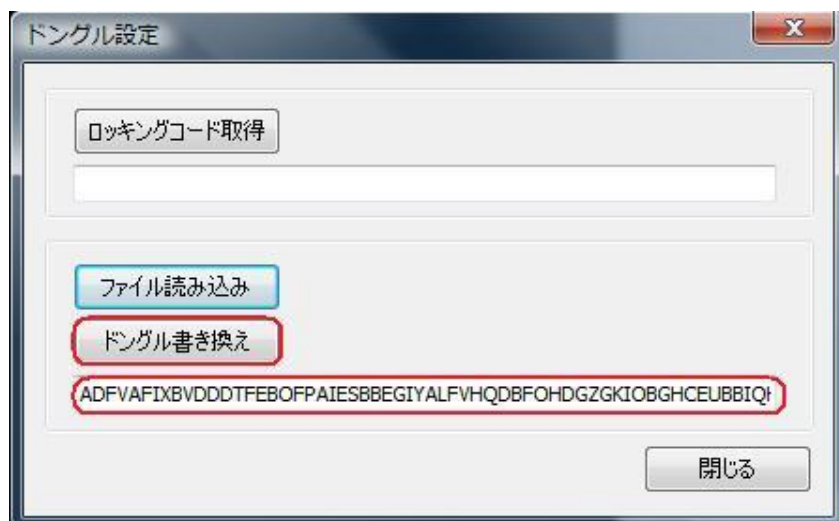 ドングル設定
ロッキングコード取得
ファイル読み込み
ドングル書き換え
ADFVAFIXBVDDDTFEBOFPAIESBBEGIYALFVHQDBFOHDGZGKIOBGHCEUBBIQ
閉じる